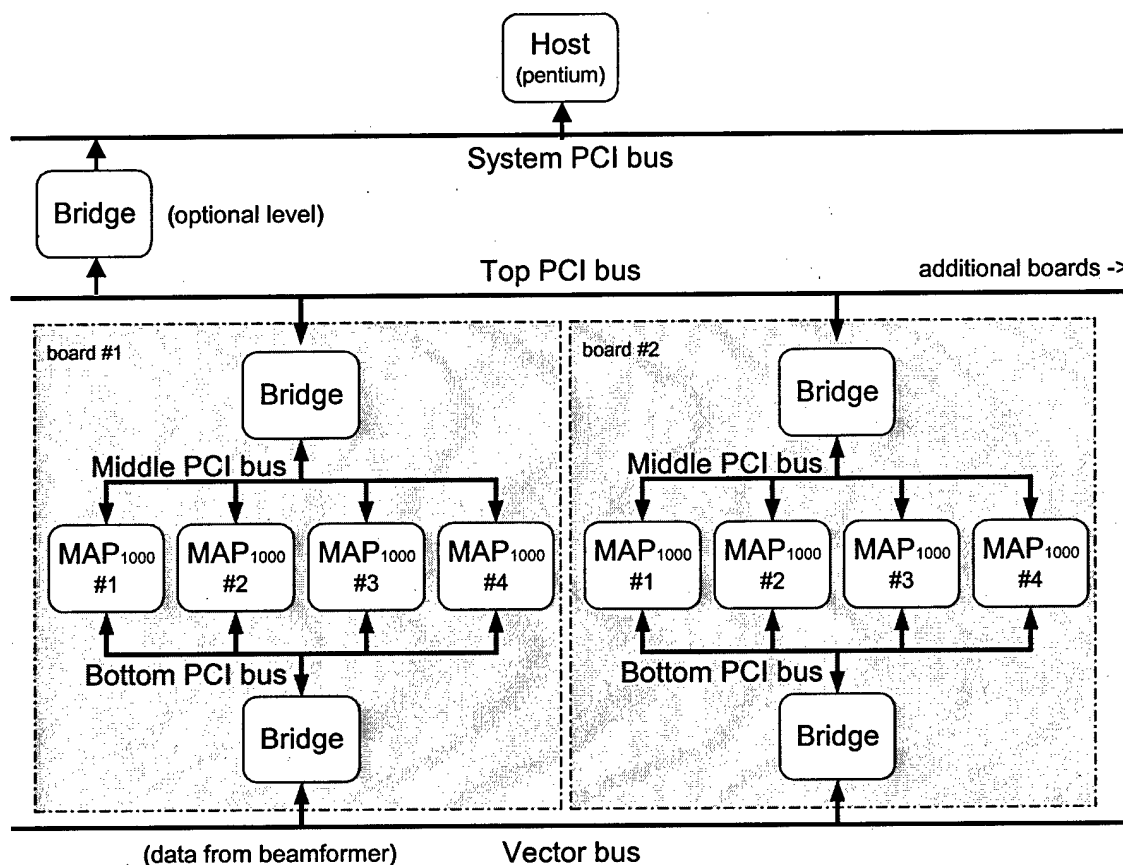 Host
(pentium)
System PCI bus
Bridge (optional level)
Top PCI bus
additional boards ->
board #1
board #2
Bridge
Bridge
Middle PCI bus
Middle PCI bus
MAP1000
#1
MAP1000
#2
MAP1000
#3
MAP1000
#4
MAP1000
#1
MAP1000
#2
MAP1000
#3
MAP1000
#4
Bottom PCI bus
Bottom PCI bus
Bridge
Bridge
(data from beamformer)
Vector bus